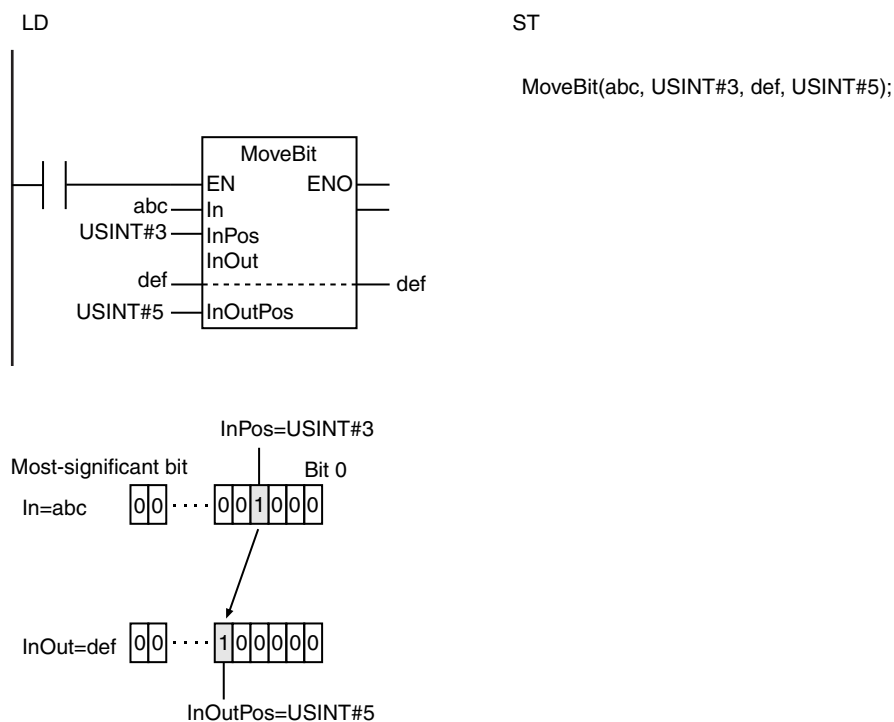 LD
ST
MoveBit(abc, USINT#3, def, USINT#5);
MoveBit
EN ENO
abc In
USINT#3 InPos
InOut
def def
USINT#5 InOutPos
InPos=USINT#3
Most-significant bit Bit 0
In=abc 0 0 ···· 0 0 1 0 0 0
InOut=def 0 0 ···· 1 0 0 0 0 0
InOutPos=USINT#5